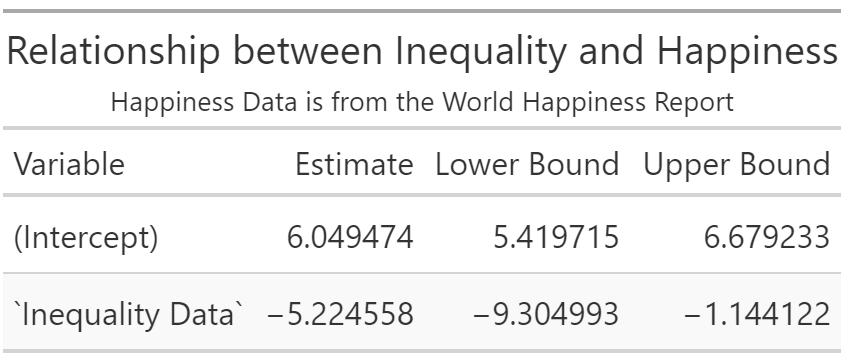 Relationship between Inequality and Happiness
Happiness Data is from the World Happiness Report
Variable Estimate Lower Bound Upper Bound
(Intercept) 6.049474 5.419715 6.679233
`Inequality Data` −5.224558 −9.304993 −1.144122